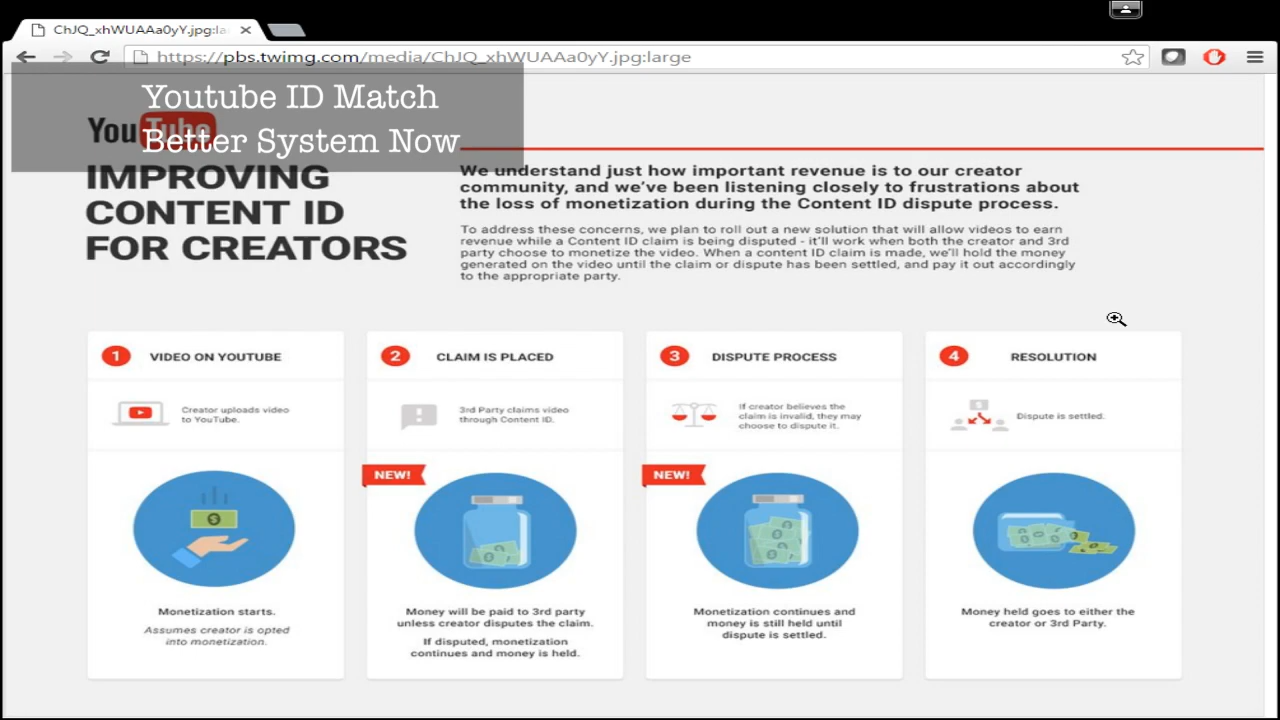 ChJQ_xhWUAAa0yY.jpg:la
https://pbs.twimg.com/media/ChJQ_xhWUAAa0yY.jpg:large
Youtube ID Match
Better System Now
YouTube
IMPROVING
CONTENT ID
FOR CREATORS
We understand just how important revenue is to our creator
community, and we've been listening closely to frustrations about
the loss of monetization during the Content ID dispute process.
To address these concerns, we plan to roll out a new solution that will allow videos to earn
revenue while a Content ID claim is being disputed - it'll work when both the creator and 3rd
party choose to monetize the video. When a content ID claim is made, we'll hold the money
generated on the video until the claim or dispute has been settled, and pay it out accordingly
to the appropriate party.
1 VIDEO ON YOUTUBE
Creator uploads video
to YouTube.
Monetization starts.
Assumes creator is opted
into monetization.
2 CLAIM IS PLACED
3rd Party claims video
through Content ID.
NEW!
Money will be paid to 3rd party
unless creator disputes the claim.
If disputed, monetization
continues and money is held.
3 DISPUTE PROCESS
If creator believes the
claim is invalid, they may
choose to dispute it.
NEW!
Monetization continues and
money is still held until
dispute is settled.
4 RESOLUTION
Dispute is settled.
Money held goes to either the
creator or 3rd Party.